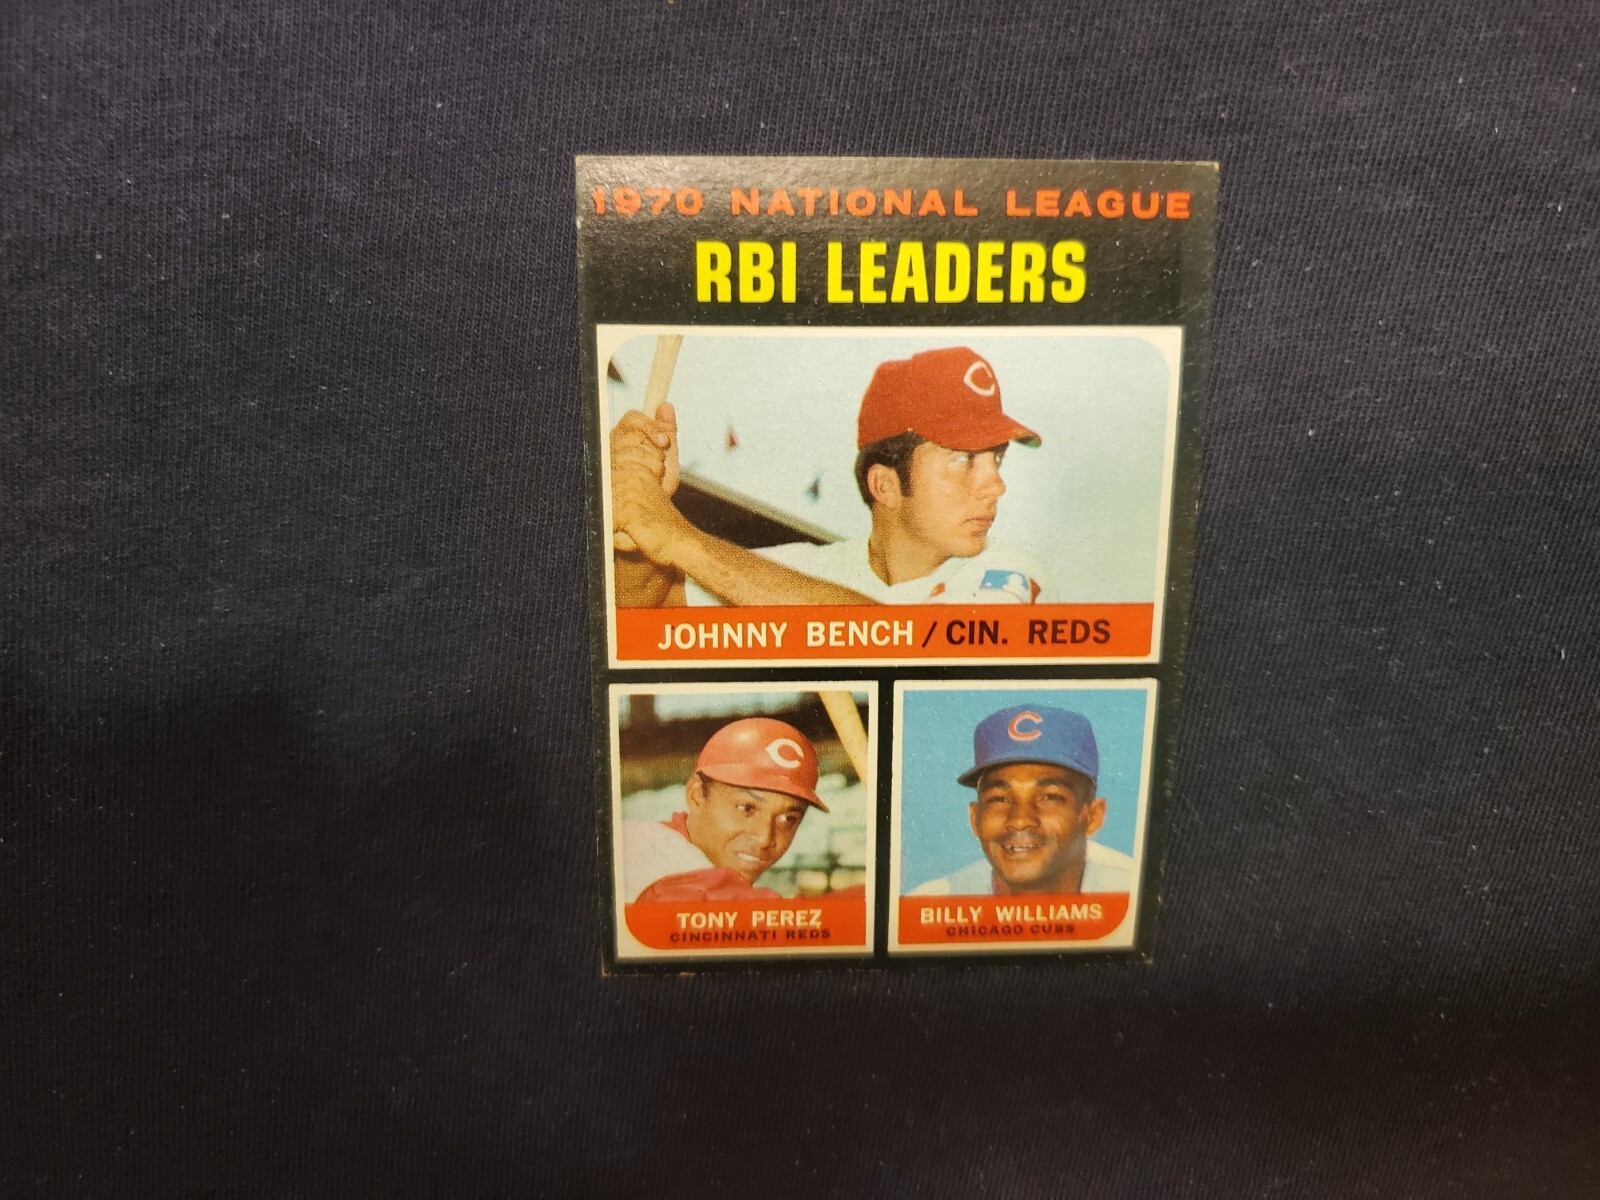 1970 NATIONAL LEAGUE
RBI LEADERS
C
JOHNNY BENCH / CIN. REDS
C
C
TONY PEREZ
CINCINNATI REDS
BILLY WILLIAMS
CHICAGO CUBS